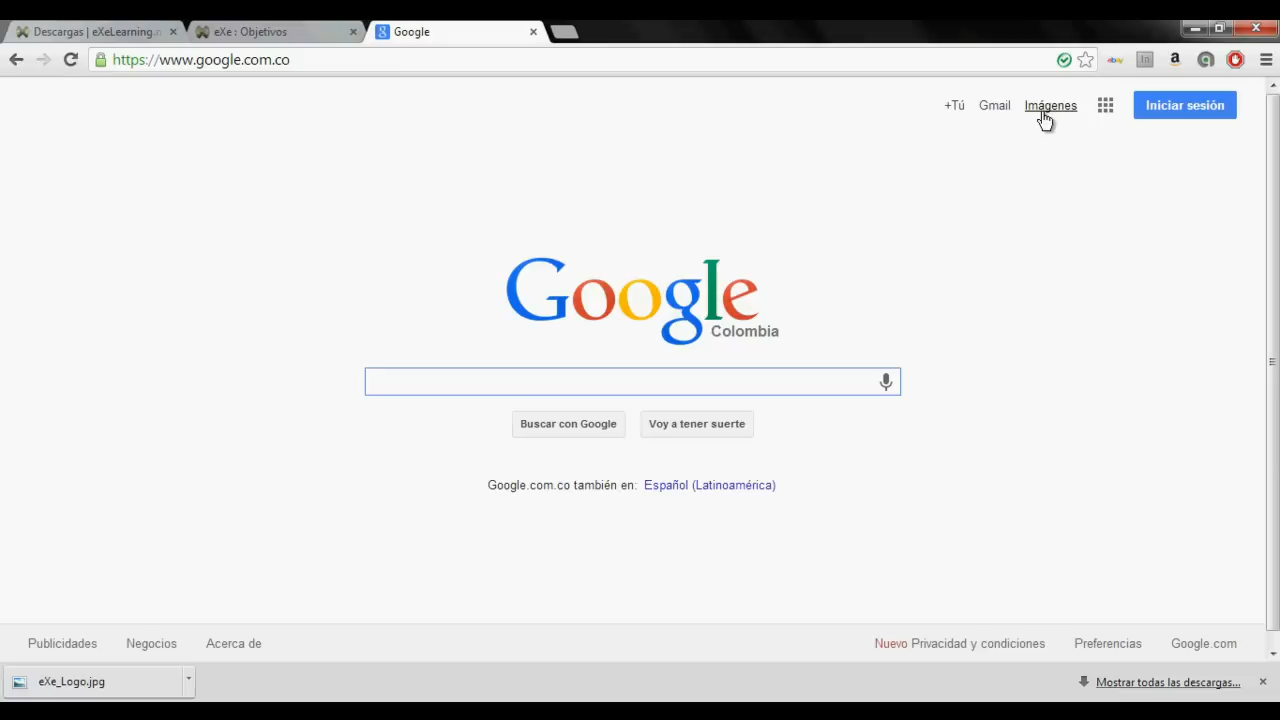 Descargas | eXeLearning.n
eXe : Objetivos
Google
https://www.google.com.co
ebay
In
a
+Tú
Gmail
Imágenes
Iniciar sesión
Google
Colombia
Buscar con Google
Voy a tener suerte
Google.com.co también en: Español (Latinoamérica)
Publicidades
Negocios
Acerca de
Nuevo Privacidad y condiciones
Preferencias
Google.com
eXe_Logo.jpg
Mostrar todas las descargas...